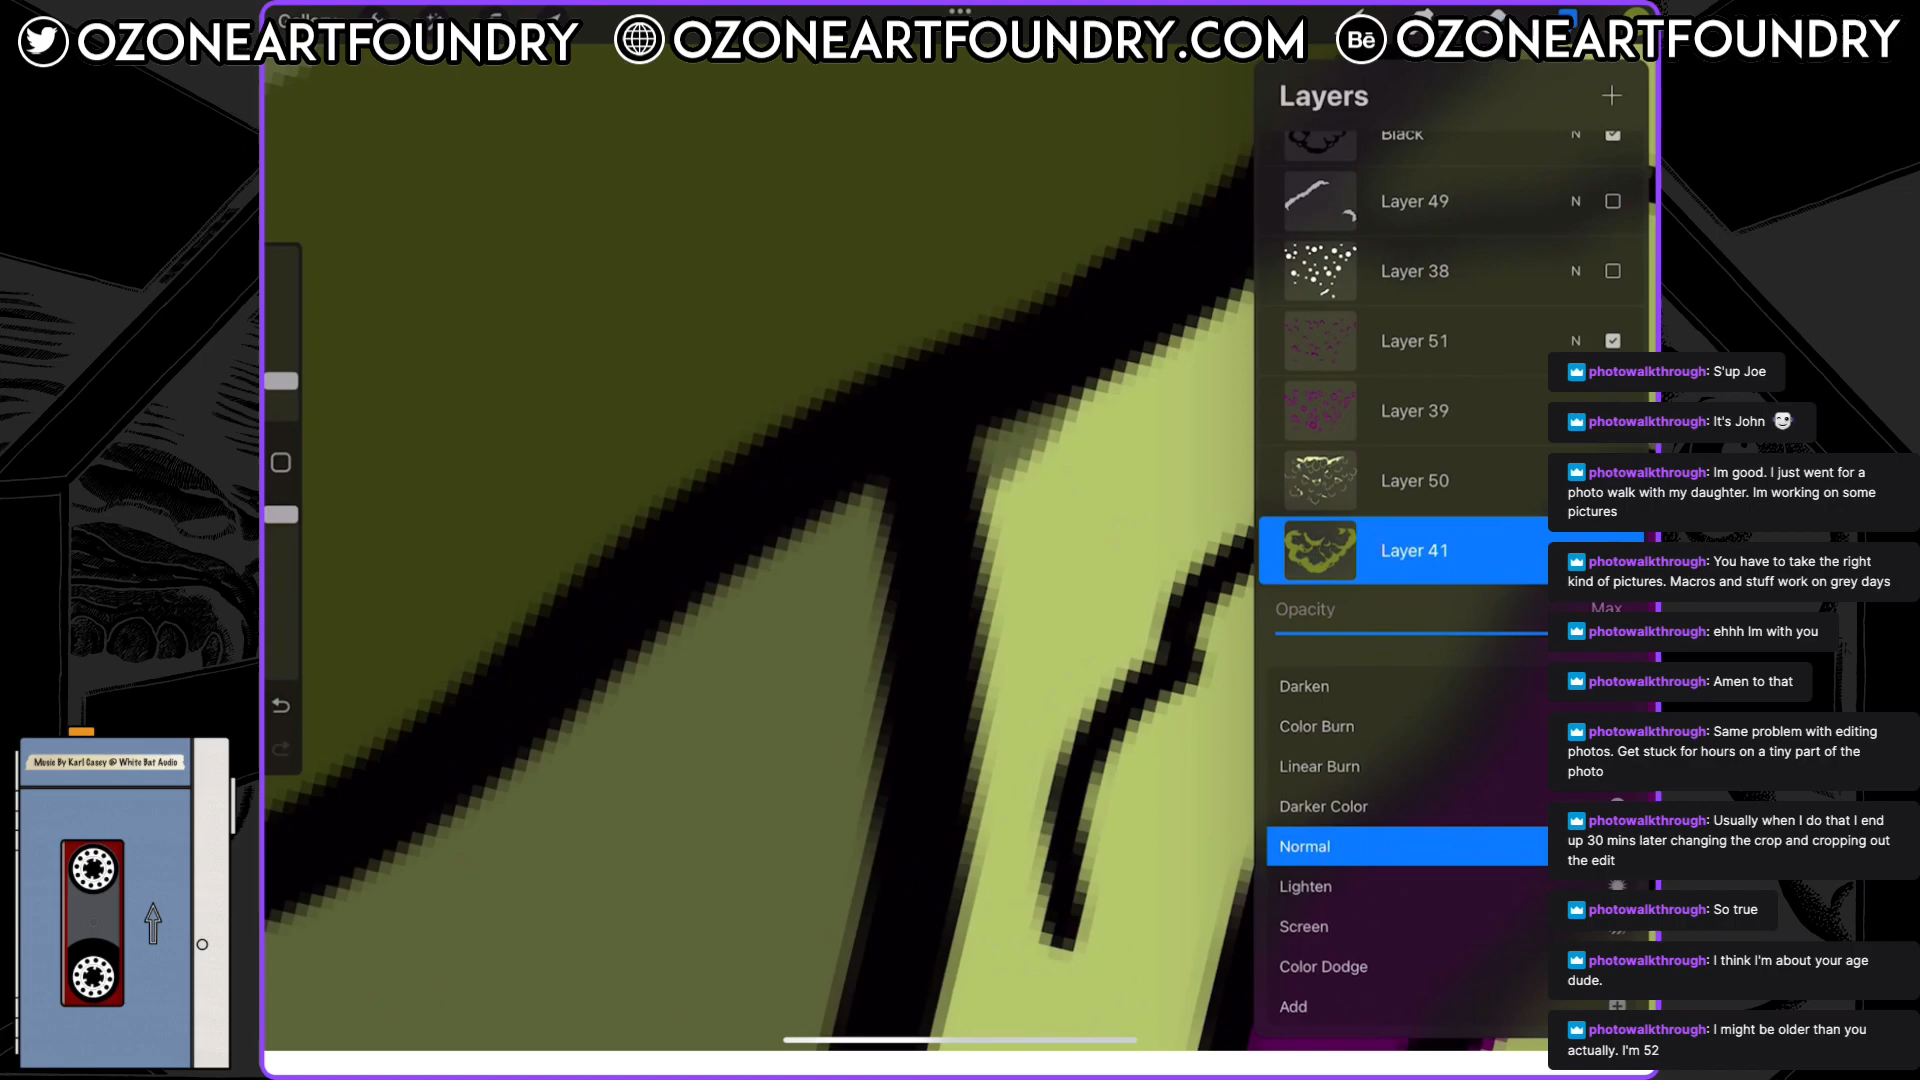 OZONEARTFOUNDRY OZONEARTFOUNDRY.COM Bē OZONEARTFOUNDRY
Layers +
Black N
Layer 49 N
Layer 38 N
Layer 51 N
Layer 39
Layer 50
Layer 41
Opacity Max
Darken
Color Burn
Linear Burn
Darker Color
Normal
Lighten
Screen
Color Dodge
Add
photowalkthrough: S'up Joe
photowalkthrough: It's John
photowalkthrough: Im good. I just went for a
photo walk with my daughter. Im working on some
pictures
photowalkthrough: You have to take the right
kind of pictures. Macros and stuff work on grey days
photowalkthrough: ehhh Im with you
photowalkthrough: Amen to that
photowalkthrough: Same problem with editing
photos. Get stuck for hours on a tiny part of the
photo
photowalkthrough: Usually when I do that I end
up 30 mins later changing the crop and cropping out
the edit
photowalkthrough: So true
photowalkthrough: I think I'm about your age
dude.
photowalkthrough: I might be older than you
actually. I'm 52
Music By Karl Casey @ White Bat Audio